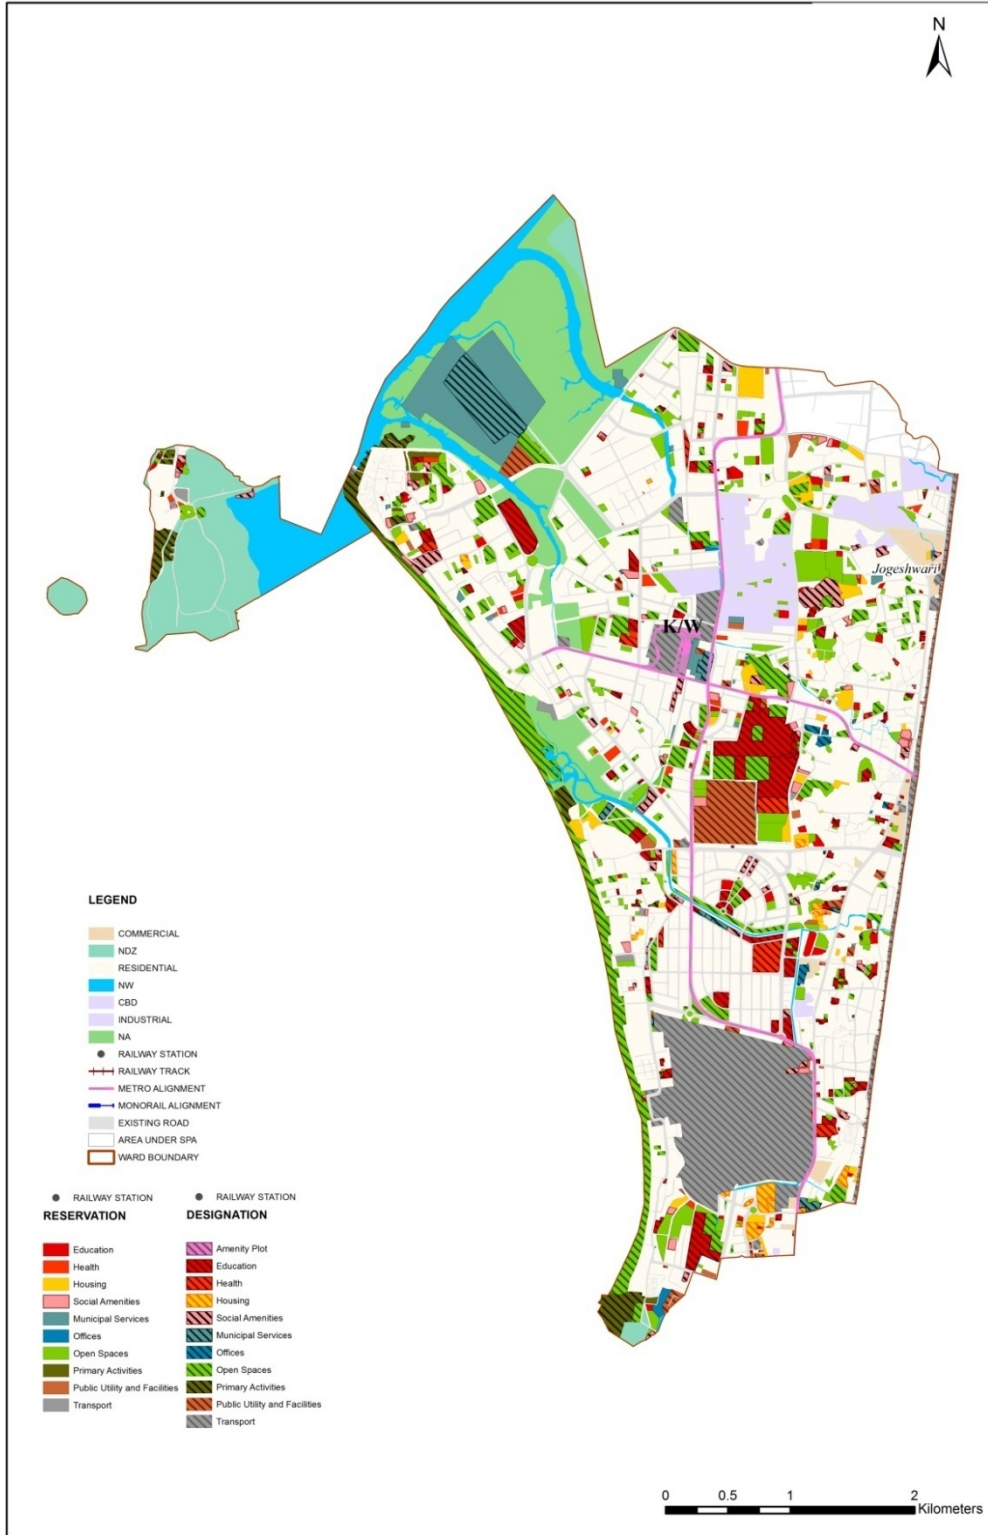 N
Jogeshwari
K/W
LEGEND
COMMERCIAL
NDZ
RESIDENTIAL
NW
CBD
INDUSTRIAL
NA
RAILWAY STATION
RAILWAY TRACK
METRO ALIGNMENT
MONORAIL ALIGNMENT
EXISTING ROAD
AREA UNDER SPA
WARD BOUNDARY
RAILWAY STATION
RESERVATION
Education
Health
Housing
Social Amenities
Municipal Services
Offices
Open Spaces
Primary Activities
Public Utility and Facilities
Transport
RAILWAY STATION
DESIGNATION
Amenity Plot
Education
Health
Housing
Social Amenities
Municipal Services
Offices
Open Spaces
Primary Activities
Public Utility and Facilities
Transport
0 0.5 1 2
Kilometers